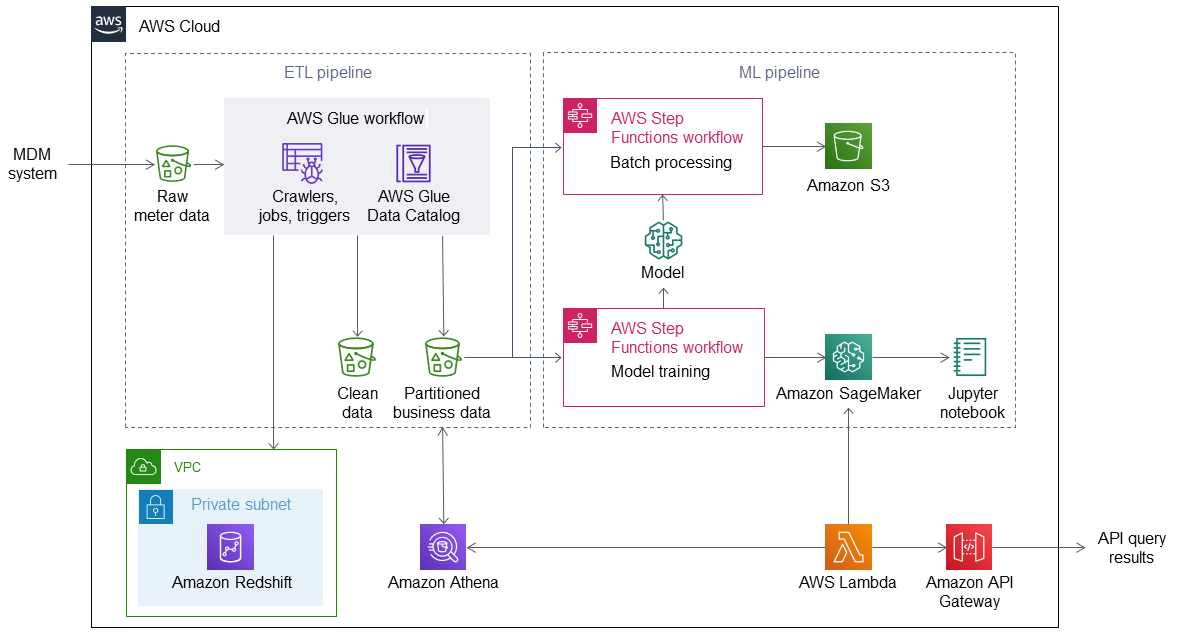 aws
AWS Cloud
ETL pipeline
ML pipeline
MDM
system
Raw
meter data
AWS Glue workflow
Crawlers,
jobs, triggers
AWS Glue
Data Catalog
AWS Step
Functions workflow
Batch processing
Amazon S3
Model
AWS Step
Functions workflow
Model training
Amazon SageMaker
Jupyter
notebook
Clean
data
Partitioned
business data
VPC
Private subnet
Amazon Redshift
Amazon Athena
AWS Lambda
Amazon API
Gateway
API query
results